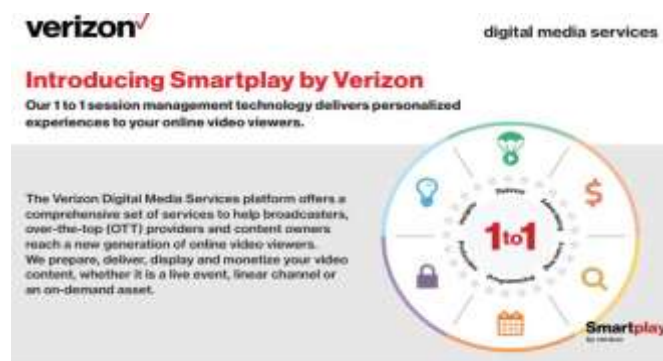 verizon✓
digital media services
Introducing Smartplay by Verizon
Our 1 to 1 session management technology delivers personalized
experiences to your online video viewers.
The Verizon Digital Media Services platform offers a
comprehensive set of services to help broadcasters,
over-the-top (OTT) providers and content owners
reach a new generation of online video viewers.
We prepare, deliver, display and monetize your video
content, whether it is a live event, linear channel or
an on-demand asset.
1to1
Programming
Smartplay
by verizon